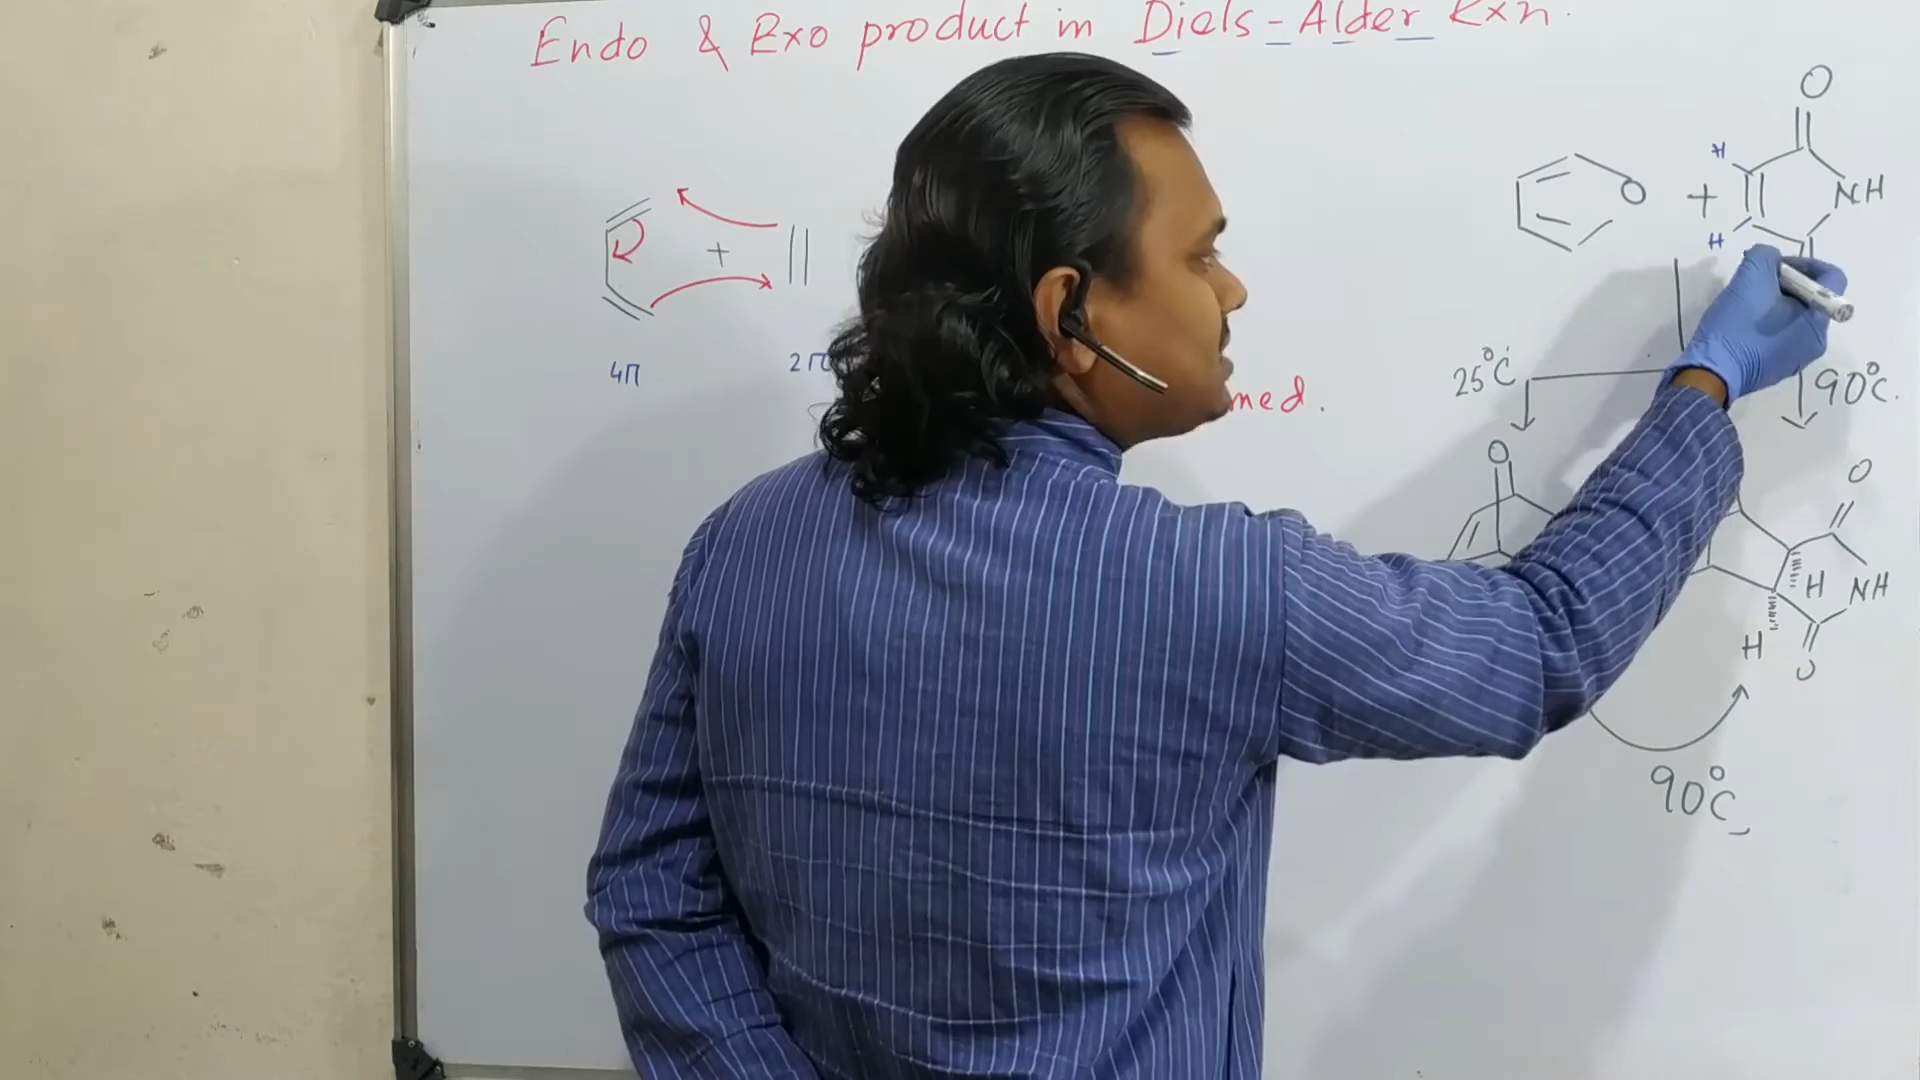 Endo & Exo product in Diels-Alder Rxn.
O
H
O + NH
H
4π
2π
med.
25°C
90°C.
O
O
H NH
H
O
90°C,